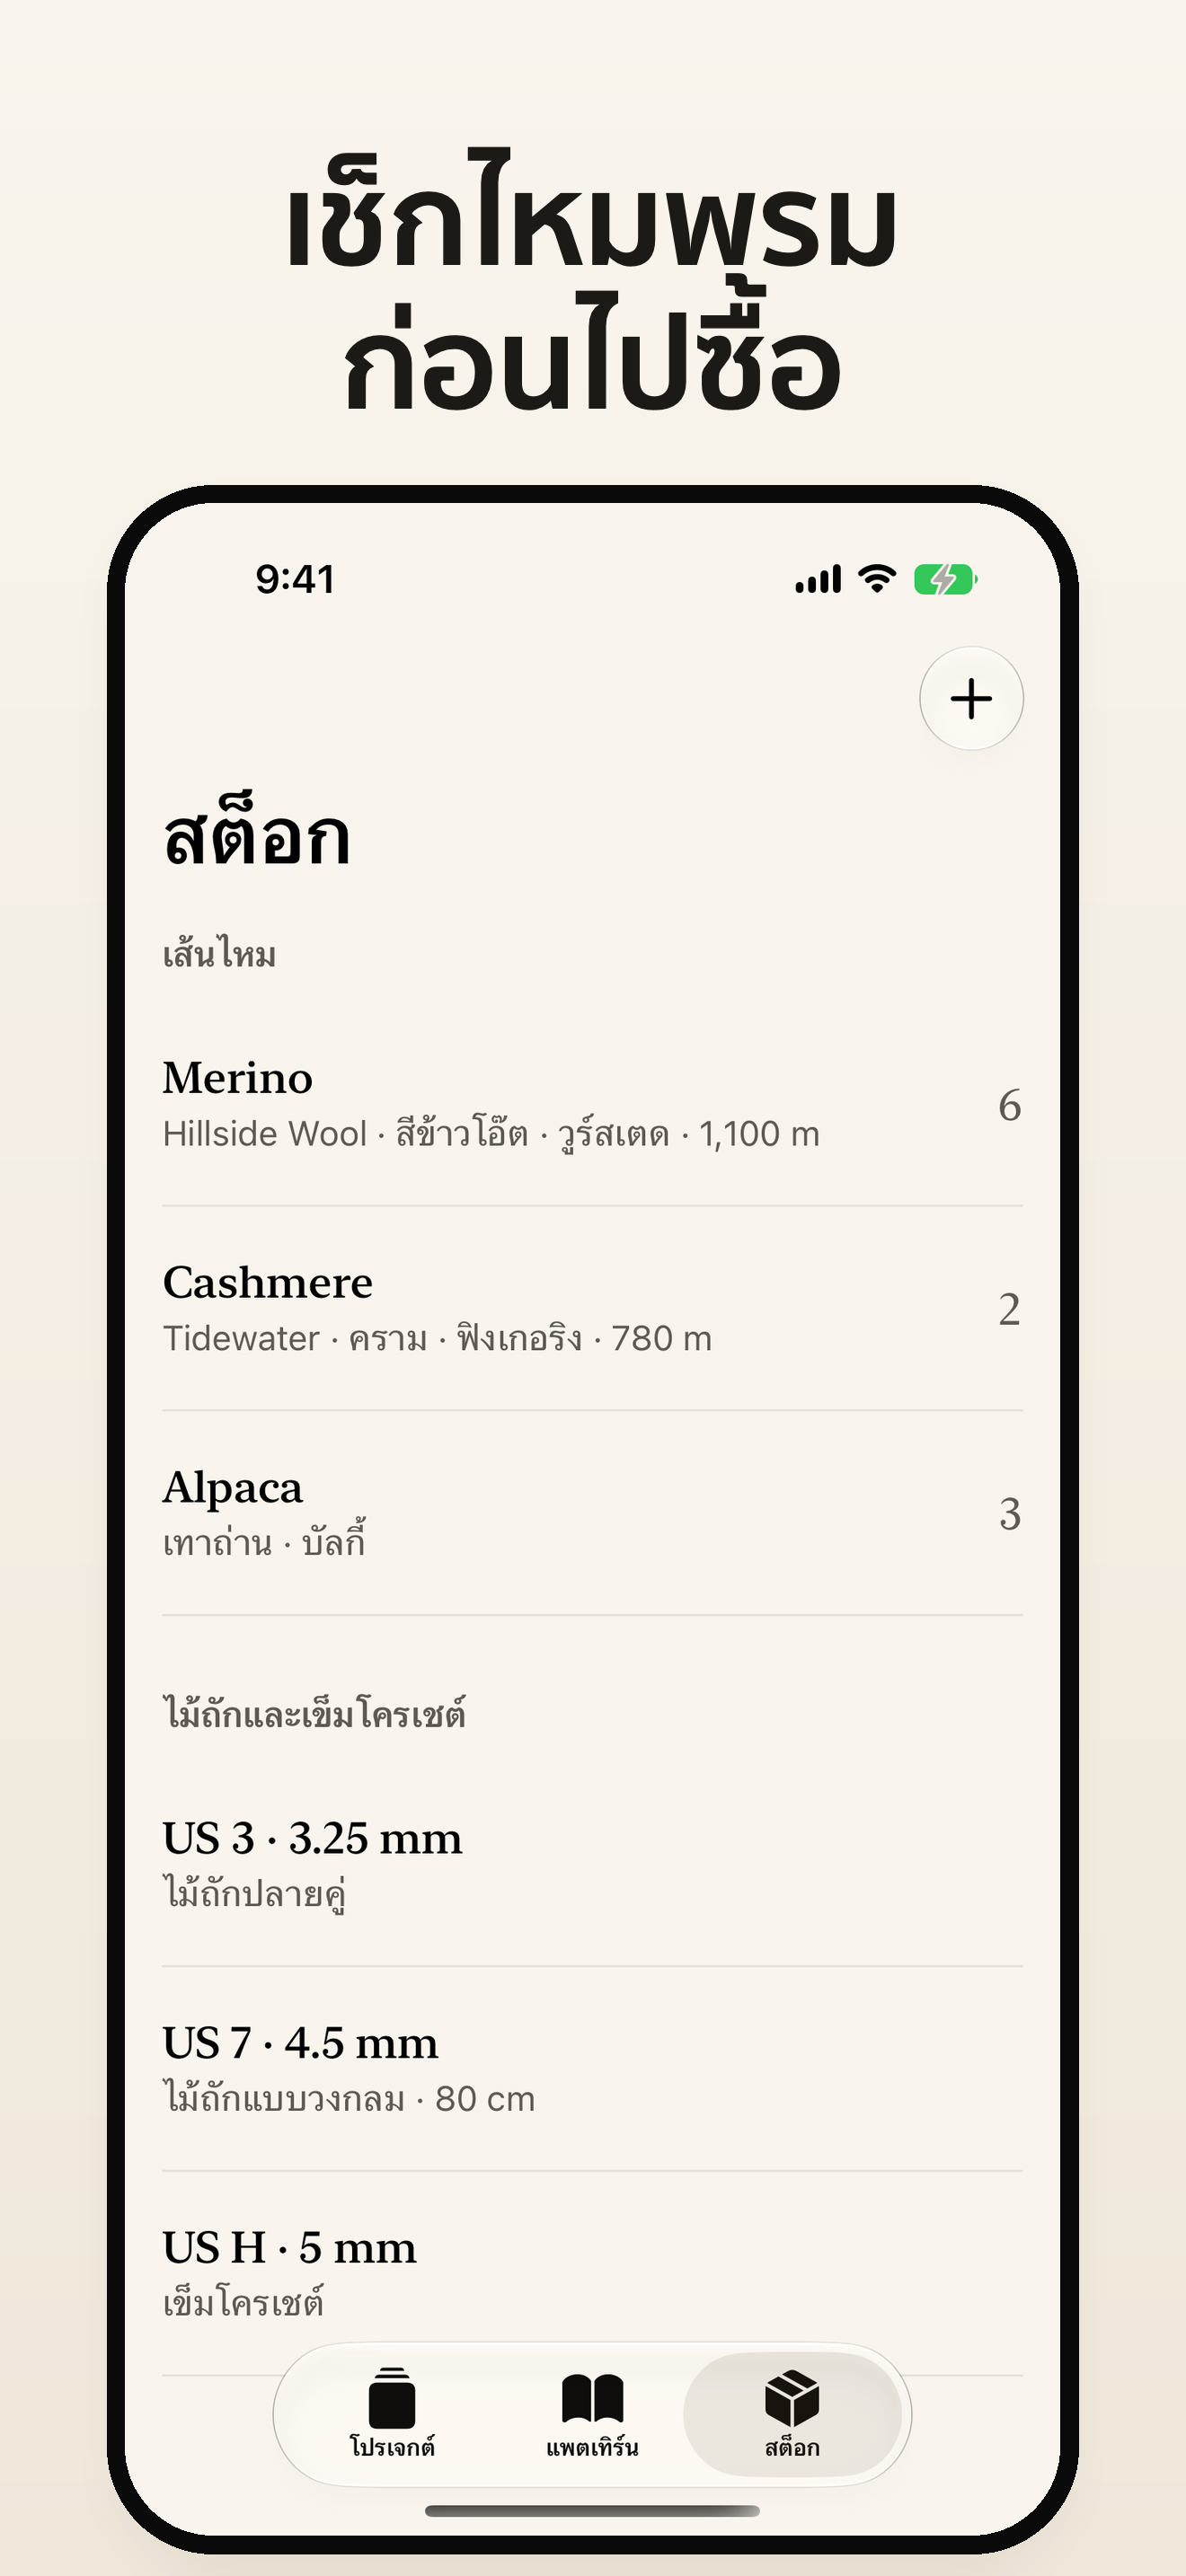 เช็กไหมพรม
ก่อนไปซื้อ
9:41
สต็อก
เส้นไหม
Merino
6
Hillside Wool · สีข้าวโอ๊ต · วูร์สเตด · 1,100 m
Cashmere
2
Tidewater · คราม · ฟิงเกอริง · 780 m
Alpaca
3
เทาถ่าน · บัลกี้
ไม้ถักและเข็มโครเชต์
US 3 · 3.25 mm
ไม้ถักปลายคู่
US 7 · 4.5 mm
ไม้ถักแบบวงกลม · 80 cm
US H · 5 mm
เข็มโครเชต์
โปรเจกต์ แพตเทิร์น สต็อก